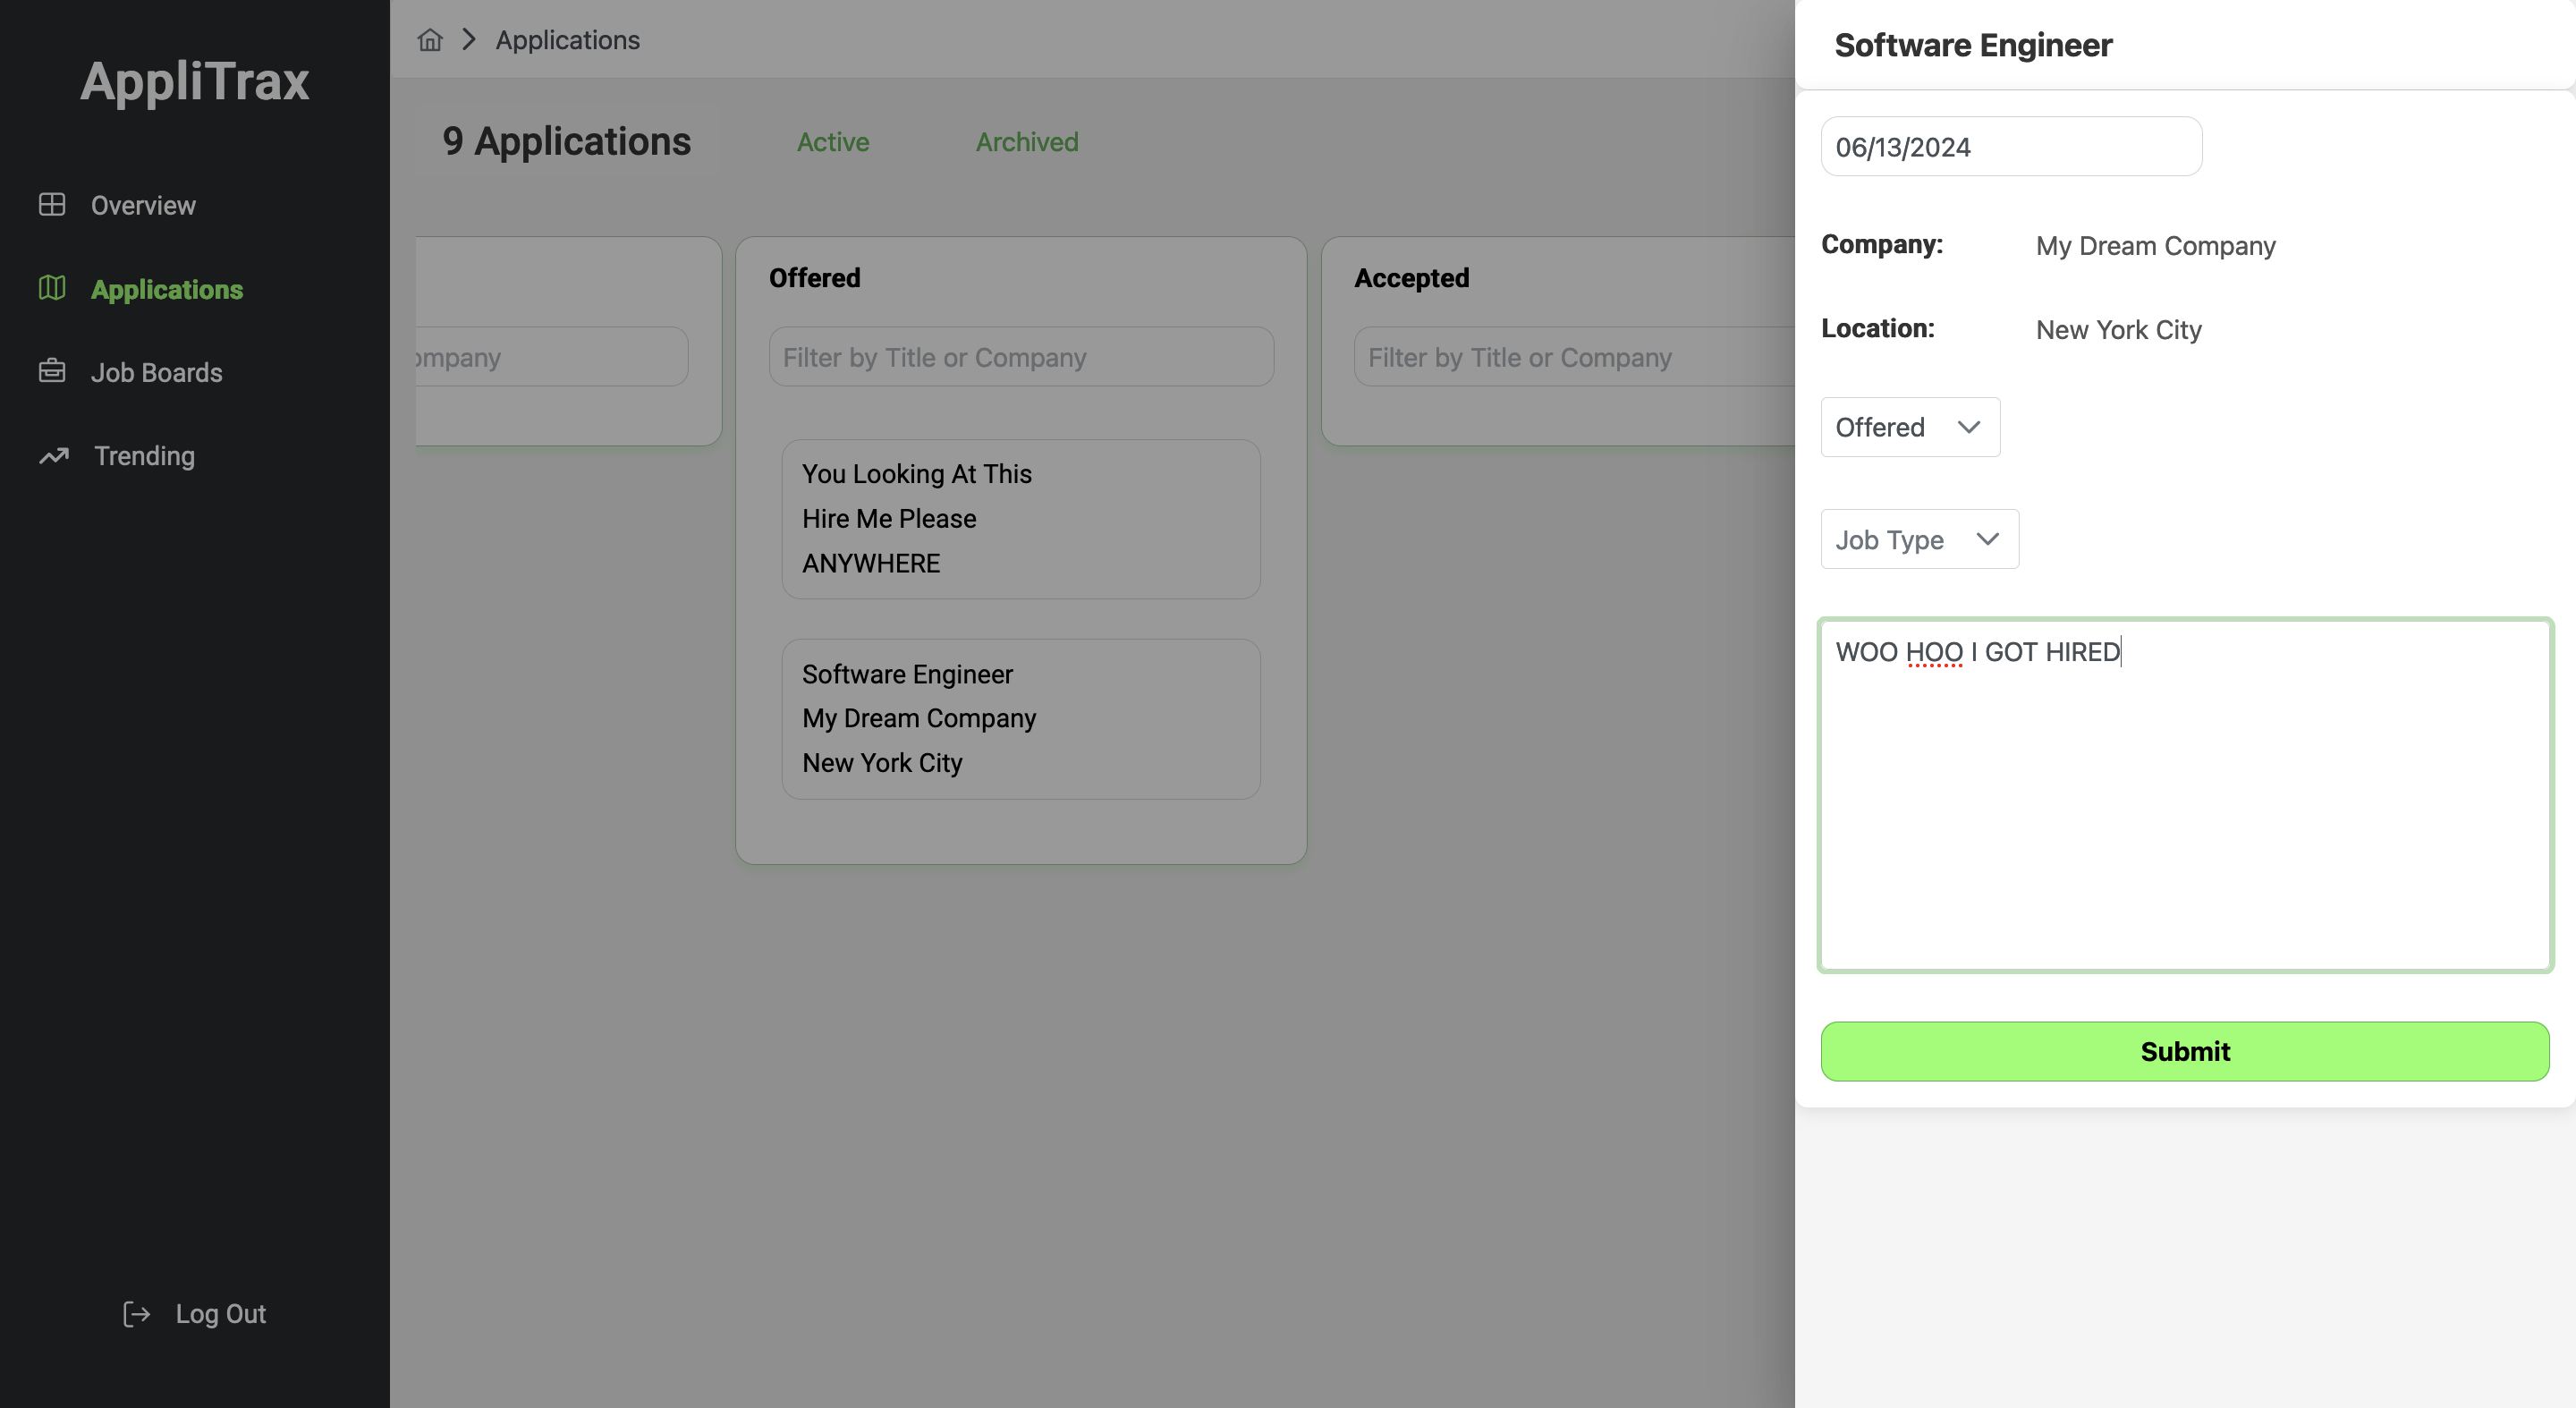 AppliTrax
Overview
Applications
Job Boards
Trending
Log Out
Applications
9 Applications
Active
Archived
ompany
Offered
Filter by Title or Company
You Looking At This
Hire Me Please
ANYWHERE
Software Engineer
My Dream Company
New York City
Accepted
Filter by Title or Company
Software Engineer
06/13/2024
Company: My Dream Company
Location: New York City
Offered
Job Type
WOO HOO I GOT HIRED
Submit